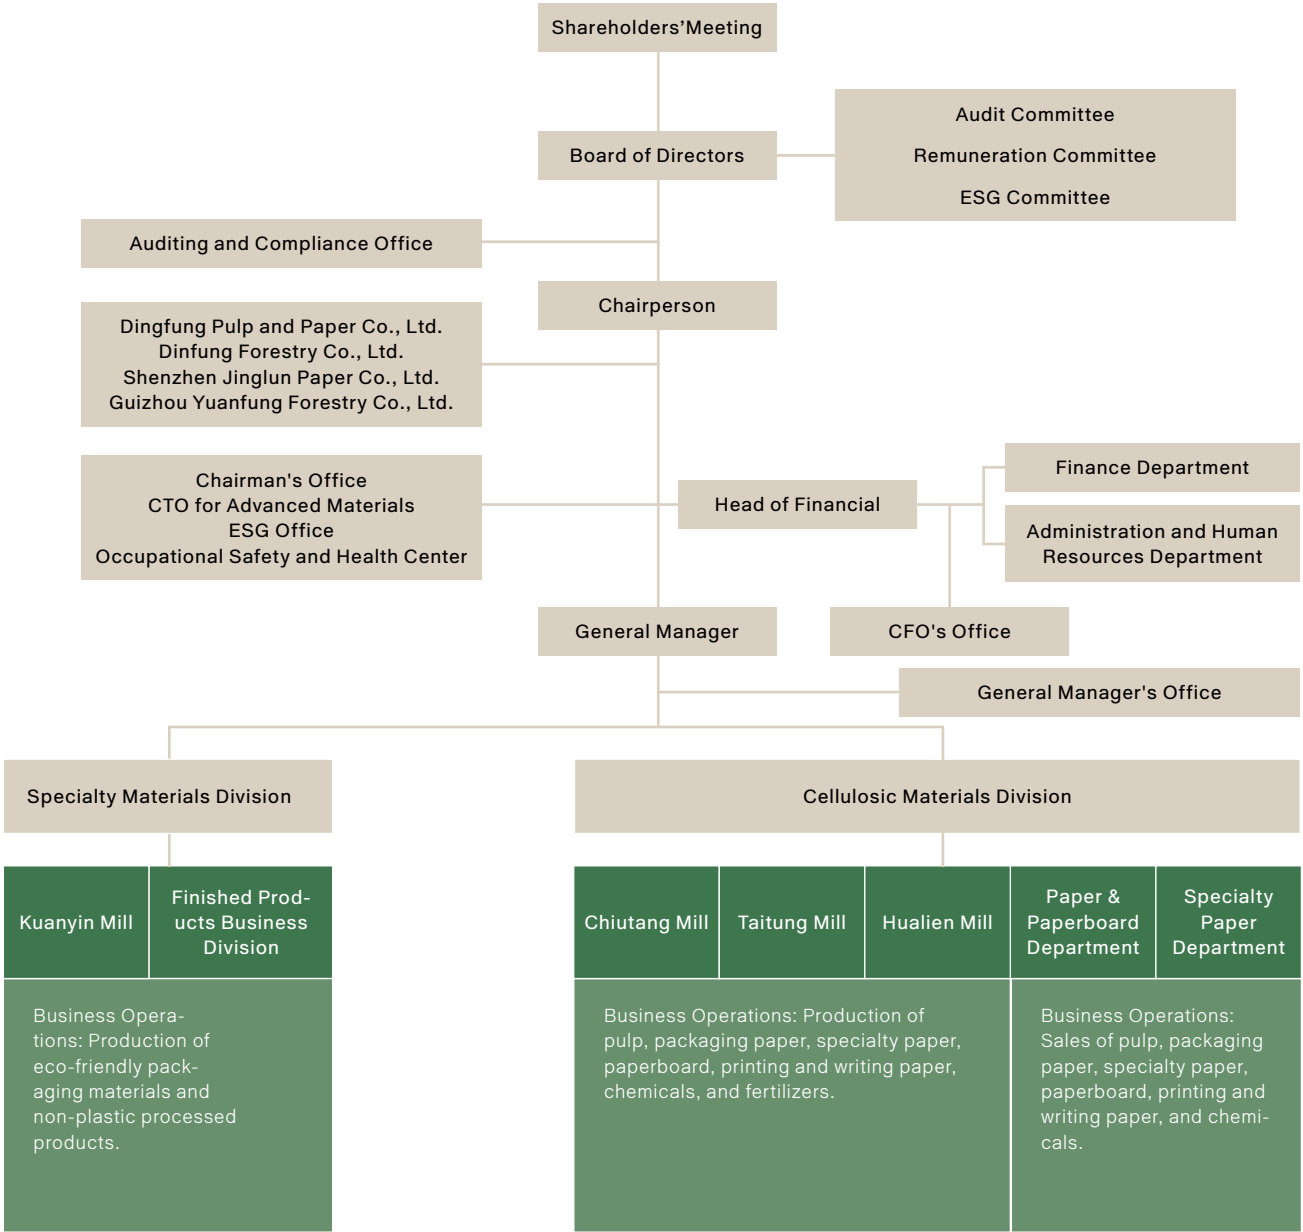 Shareholders'Meeting
Board of Directors
Audit Committee
Remuneration Committee
ESG Committee
Auditing and Compliance Office
Chairperson
Dingfung Pulp and Paper Co., Ltd.
Dinfung Forestry Co., Ltd.
Shenzhen Jinglun Paper Co., Ltd.
Guizhou Yuanfung Forestry Co., Ltd.
Chairman's Office
CTO for Advanced Materials
ESG Office
Occupational Safety and Health Center
Head of Financial
Finance Department
Administration and Human
Resources Department
General Manager
CFO's Office
General Manager's Office
Specialty Materials Division
Cellulosic Materials Division
Kuanyin Mill
Finished Prod-
ucts Business
Division
Chiutang Mill
Taitung Mill
Hualien Mill
Paper &
Paperboard
Department
Specialty
Paper
Department
Business Opera-
tions: Production of
eco-friendly pack-
aging materials and
non-plastic processed
products.
Business Operations: Production of
pulp, packaging paper, specialty paper,
paperboard, printing and writing paper,
chemicals, and fertilizers.
Business Operations:
Sales of pulp, packaging
paper, specialty paper,
paperboard, printing and
writing paper, and chemi-
cals.